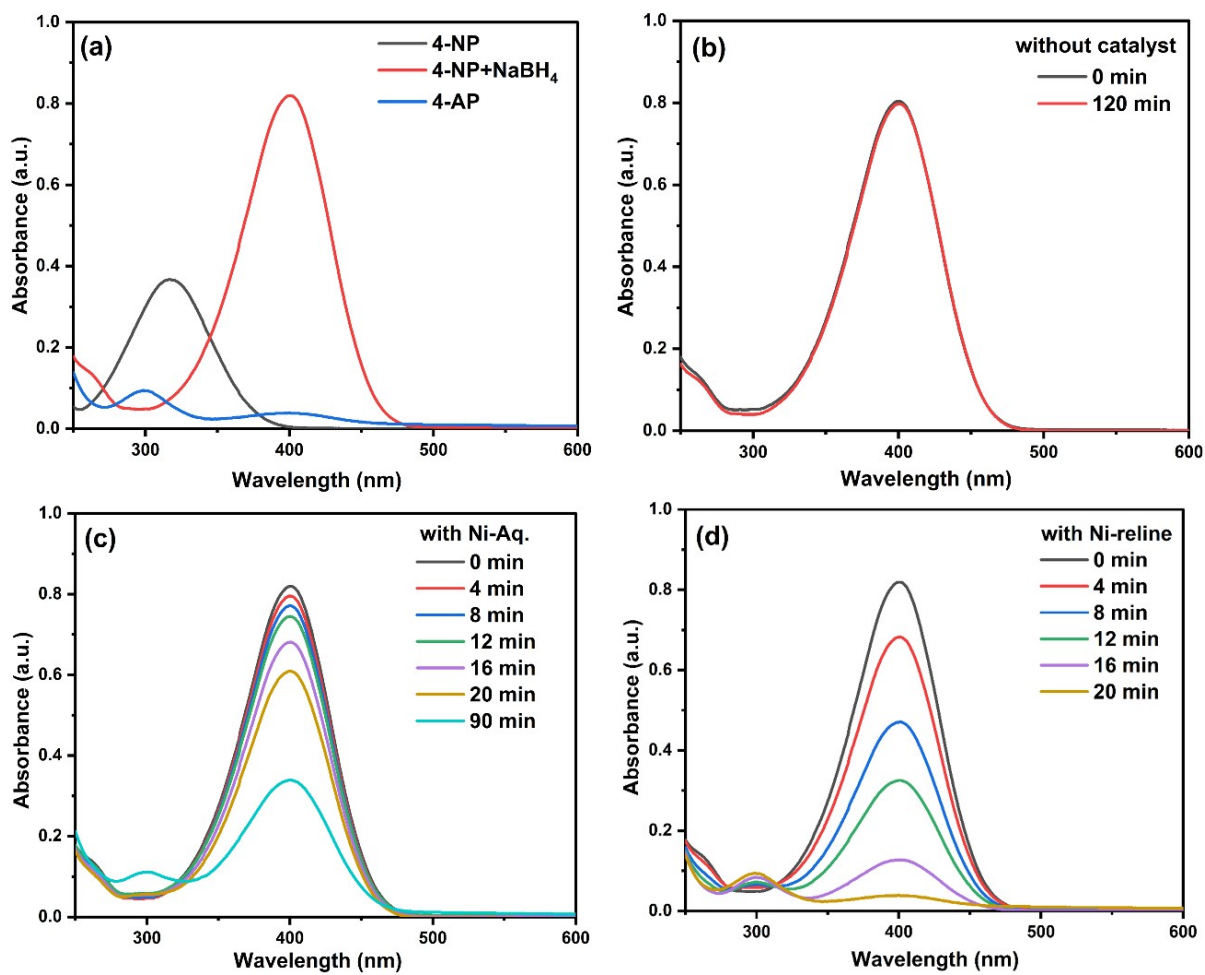 (a)
4-NP
4-NP+NaBH4
4-AP
1.0
0.8
0.6
0.4
0.2
0.0
300
400
500
600
Absorbance (a.u.)
Wavelength (nm)
(b)
without catalyst
0 min
120 min
1.0
0.8
0.6
0.4
0.2
0.0
300
400
500
600
Absorbance (a.u.)
Wavelength (nm)
(c)
with Ni-Aq.
0 min
4 min
8 min
12 min
16 min
20 min
90 min
1.0
0.8
0.6
0.4
0.2
0.0
300
400
500
600
Absorbance (a.u.)
Wavelength (nm)
(d)
with Ni-reline
0 min
4 min
8 min
12 min
16 min
20 min
1.0
0.8
0.6
0.4
0.2
0.0
300
400
500
600
Absorbance (a.u.)
Wavelength (nm)